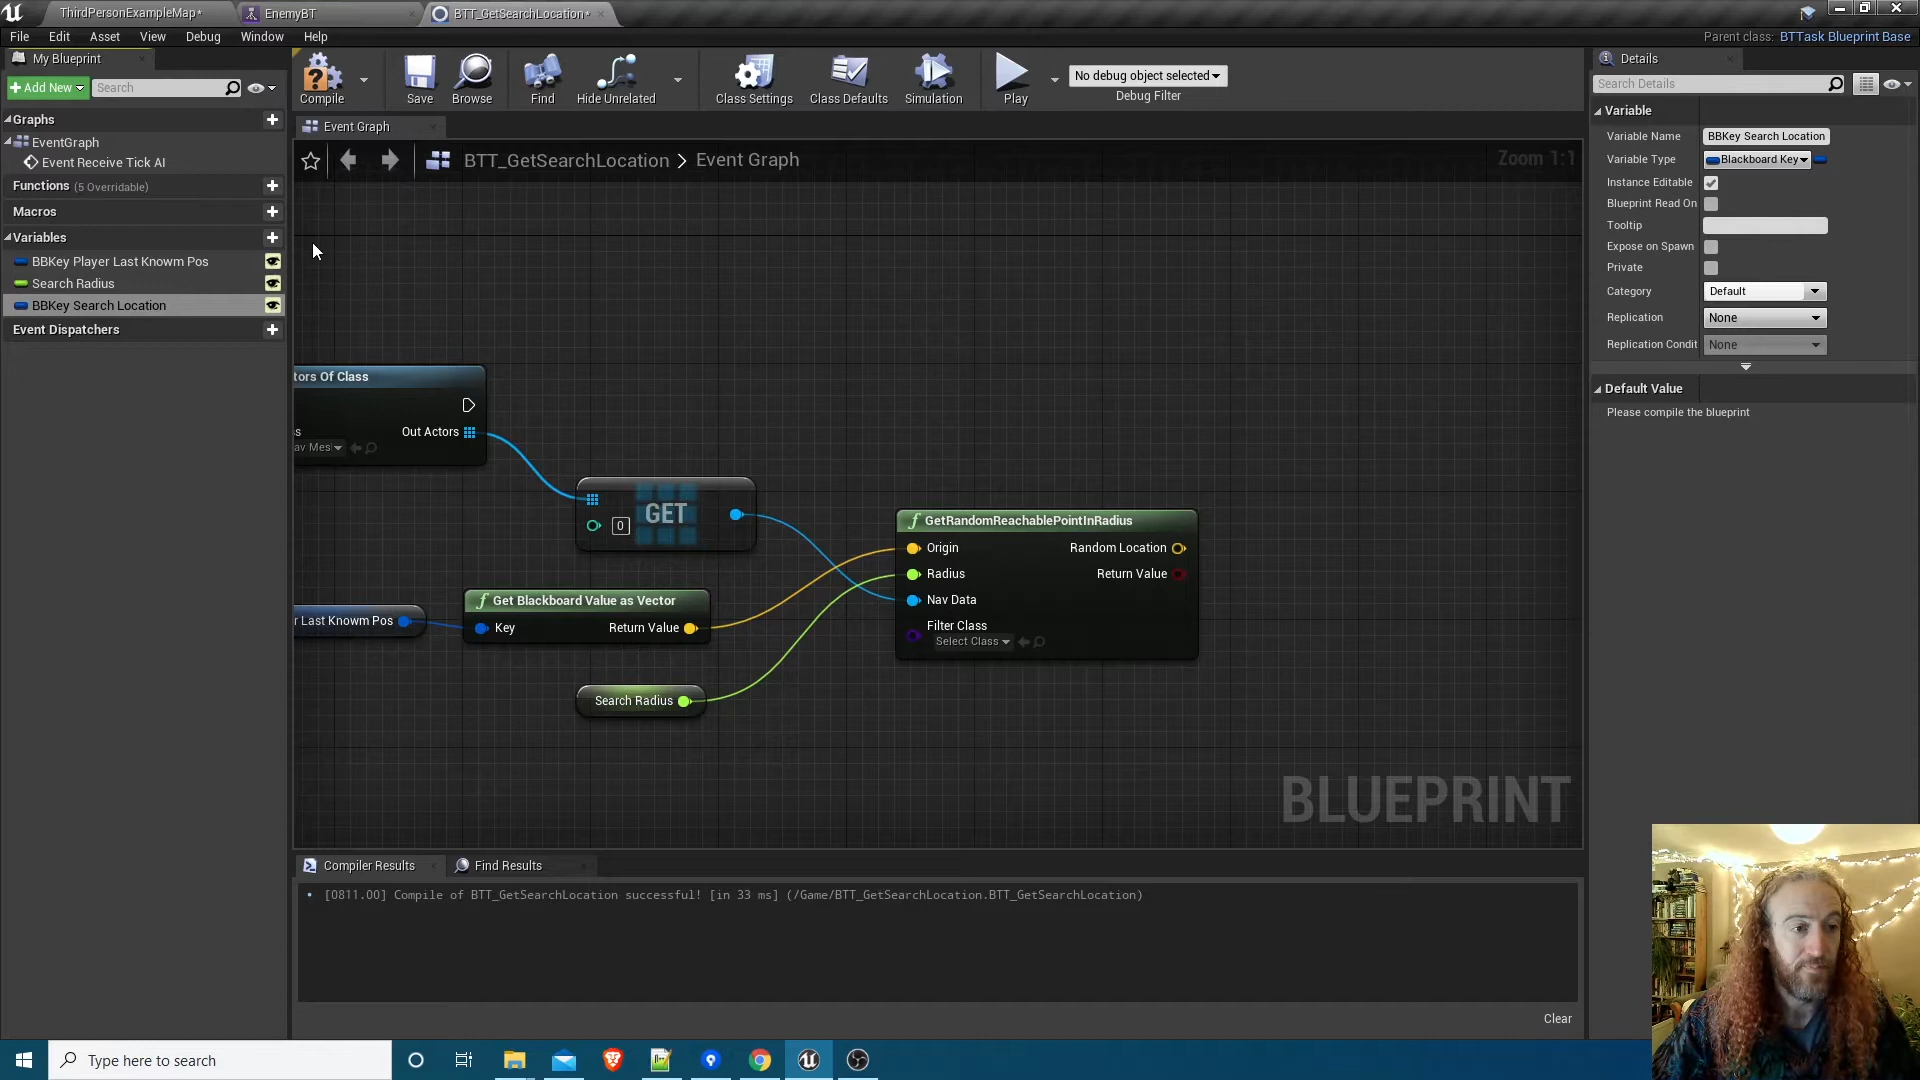 ThirdPersonExampleMap*
EnemyBT
BTT_GetSearchLocation*
File Edit Asset View Debug Window Help
Parent class: BTTask Blueprint Base
My Blueprint
Add New
Search
Compile
Save
Browse
Find
Hide Unrelated
Class Settings
Class Defaults
Simulation
Play
No debug object selected
Debug Filter
Details
Search Details
Graphs
EventGraph
Event Receive Tick AI
Functions (5 Overridable)
Macros
Variables
BBKey Player Last Knowm Pos
Search Radius
BBKey Search Location
Event Dispatchers
Event Graph
BTT_GetSearchLocation > Event Graph
Zoom 1:1
tors Of Class
Out Actors
s
av Mes
0
GET
r Last Knowm Pos
Get Blackboard Value as Vector
Key
Return Value
Search Radius
GetRandomReachablePointInRadius
Origin
Random Location
Radius
Return Value
Nav Data
Filter Class
Select Class
BLUEPRINT
Compiler Results
Find Results
• [0811.00] Compile of BTT_GetSearchLocation successful! [in 33 ms] (/Game/BTT_GetSearchLocation.BTT_GetSearchLocation)
Clear
Variable
Variable Name BBKey Search Location
Variable Type Blackboard Key
Instance Editable
Blueprint Read On
Tooltip
Expose on Spawn
Private
Category Default
Replication None
Replication Condit None
Default Value
Please compile the blueprint
Type here to search